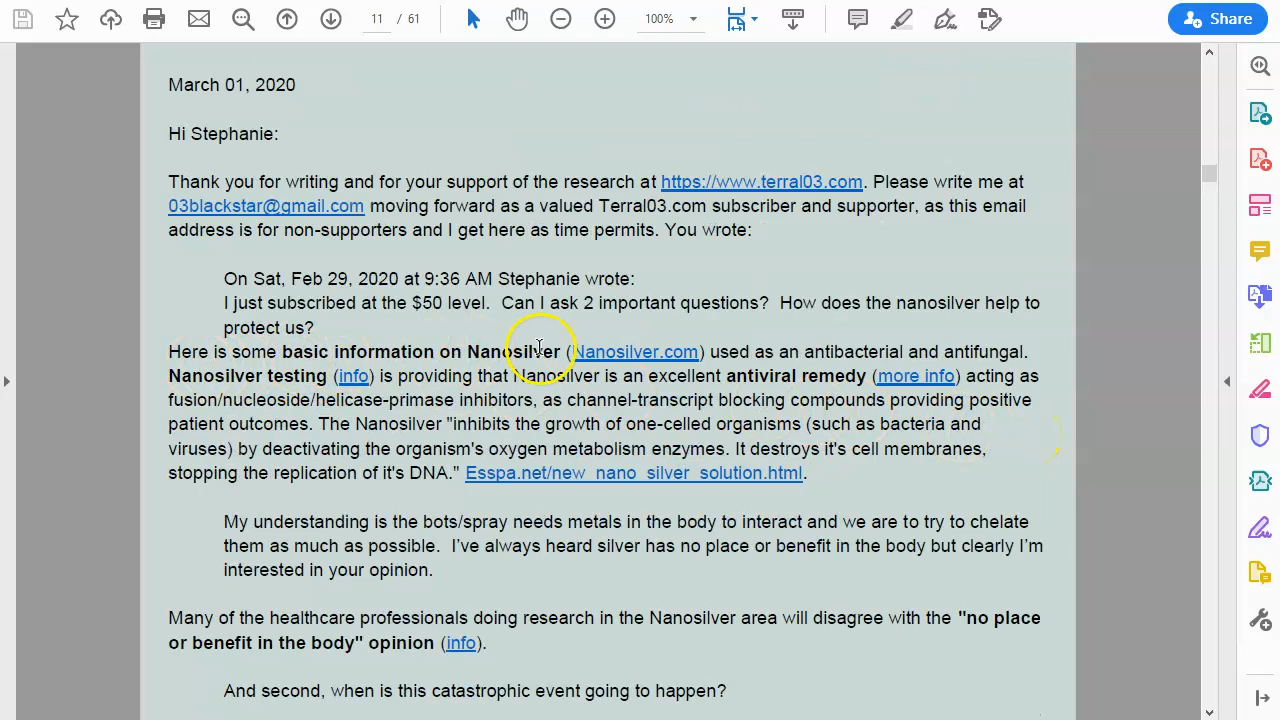 11 / 61
100%
Share
March 01, 2020
Hi Stephanie:
Thank you for writing and for your support of the research at https://www.terral03.com. Please write me at
03blackstar@gmail.com moving forward as a valued Terral03.com subscriber and supporter, as this email
address is for non-supporters and I get here as time permits. You wrote:
On Sat, Feb 29, 2020 at 9:36 AM Stephanie wrote:
I just subscribed at the $50 level.  Can I ask 2 important questions?  How does the nanosilver help to
protect us?
Here is some basic information on Nanosilver (Nanosilver.com) used as an antibacterial and antifungal.
Nanosilver testing (info) is providing that Nanosilver is an excellent antiviral remedy (more info) acting as
fusion/nucleoside/helicase-primase inhibitors, as channel-transcript blocking compounds providing positive
patient outcomes. The Nanosilver "inhibits the growth of one-celled organisms (such as bacteria and
viruses) by deactivating the organism's oxygen metabolism enzymes. It destroys it's cell membranes,
stopping the replication of it's DNA." Esspa.net/new_nano_silver_solution.html.
My understanding is the bots/spray needs metals in the body to interact and we are to try to chelate
them as much as possible.  I've always heard silver has no place or benefit in the body but clearly I'm
interested in your opinion.
Many of the healthcare professionals doing research in the Nanosilver area will disagree with the "no place
or benefit in the body" opinion (info).
And second, when is this catastrophic event going to happen?